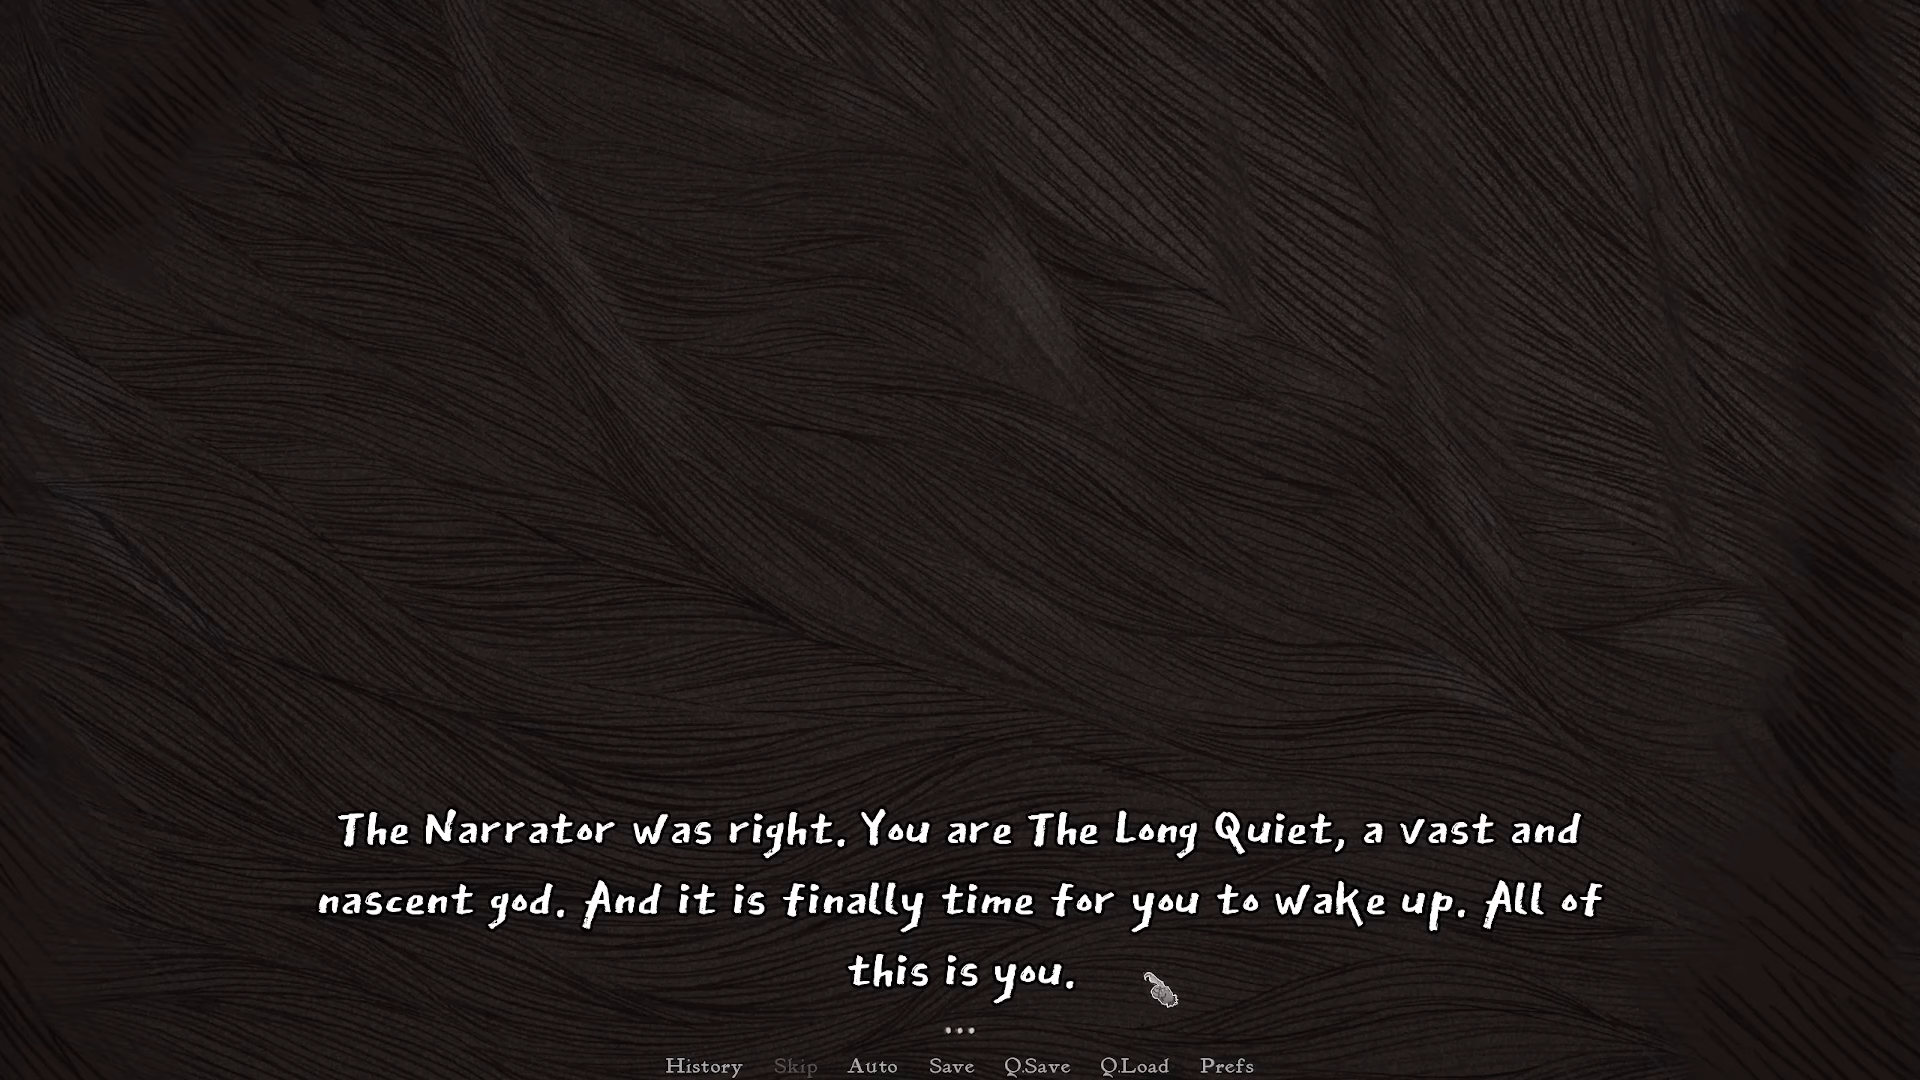 The Narrator was right. You are The Long Quiet, a vast and
nascent god. And it is finally time for you to wake up. All of
this is you.
...
History Skip Auto Save Q.Save Q.Load Prefs